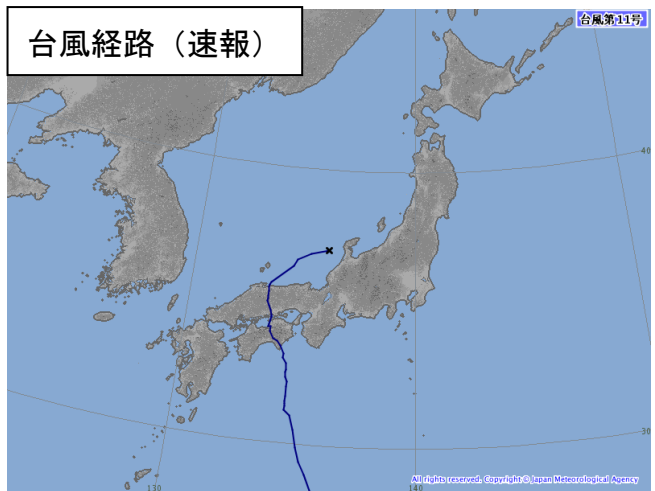 台風経路（速報）
台風第11号
40
30
130
140
All rights reserved. Copyright © Japan Meteorological Agency